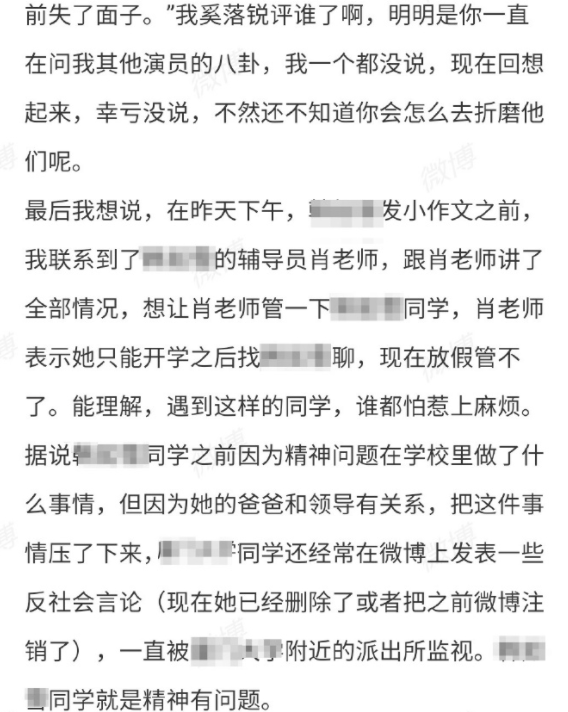 前失了面子。”我奚落锐评谁了啊，明明是你一直
在问我其他演员的八卦，我一个都没说，现在回想
起来，幸亏没说，不然还不知道你会怎么去折磨他
们呢。
最后我想说，在昨天下午，发小作文之前，
我联系到了的辅导员肖老师，跟肖老师讲了
全部情况，想让肖老师管一下同学，肖老师
表示她只能开学之后找聊，现在放假管不
了。能理解，遇到这样的同学，谁都怕惹上麻烦。
据说同学之前因为精神问题在学校里做了什
么事情，但因为她的爸爸和领导有关系，把这件事
情压了下来，同学还经常在微博上发表一些
反社会言论（现在她已经删除了或者把之前微博注
销了），一直被附近的派出所监视。
同学就是精神有问题。
微博
微博